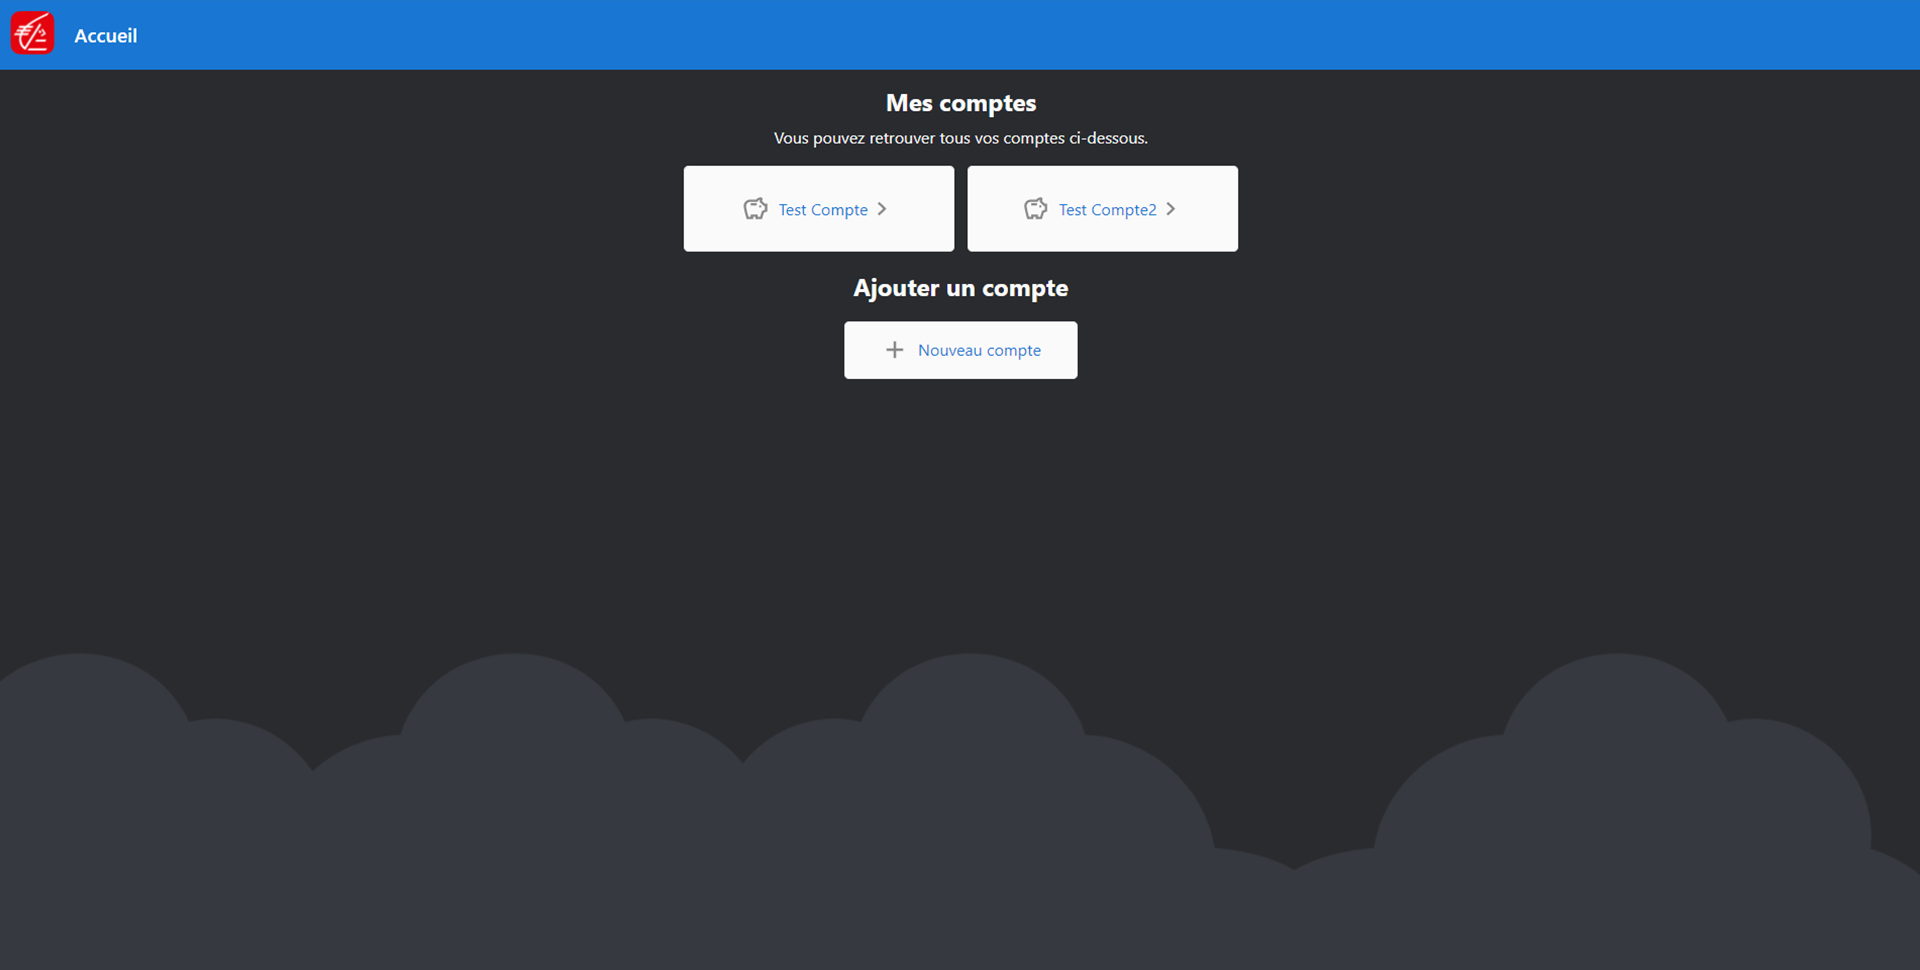 Accueil
Mes comptes
Vous pouvez retrouver tous vos comptes ci-dessous.
Test Compte
Test Compte2
Ajouter un compte
Nouveau compte